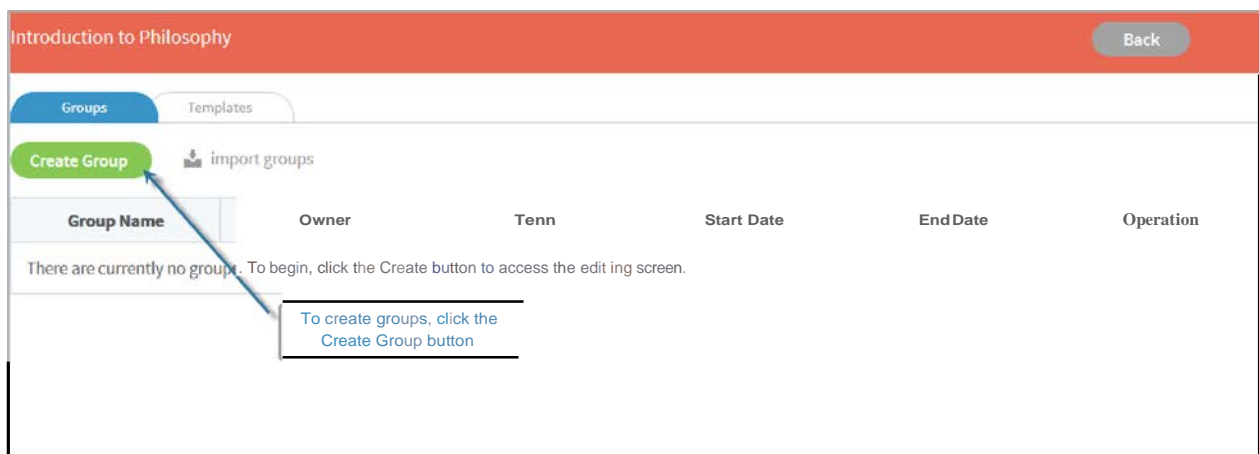 Introduction to Philosophy Back
Groups Templates
Create Group import groups
Group Name Owner Tenn Start Date End Date Operation
There are currently no groups. To begin, click the Create button to access the edit ing screen.
To create groups, click the
Create Group button